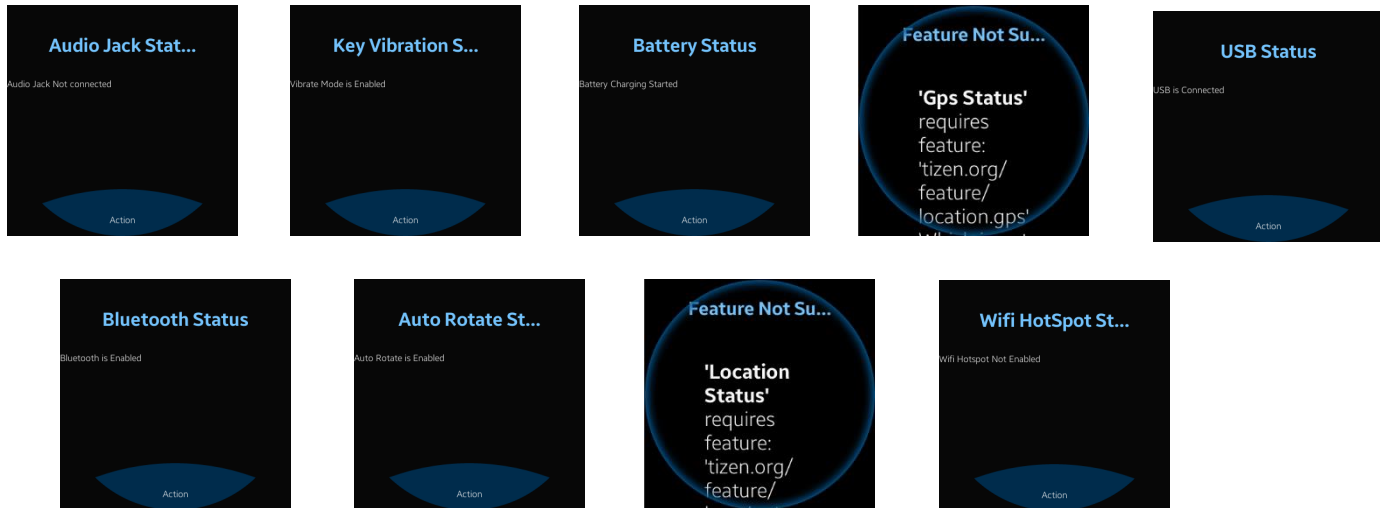 Audio Jack Stat...
Audio Jack Not connected
Action
Key Vibration S...
Vibrate Mode is Enabled
Action
Battery Status
Battery Charging Started
Action
Feature Not Su...
'Gps Status'
requires
feature:
'tizen.org/
feature/
location.gps'
USB Status
USB is Connected
Action
Bluetooth Status
Bluetooth is Enabled
Action
Auto Rotate St...
Auto Rotate is Enabled
Action
Feature Not Su...
'Location
Status'
requires
feature:
'tizen.org/
feature/
Wifi HotSpot St...
Wifi Hotspot Not Enabled
Action